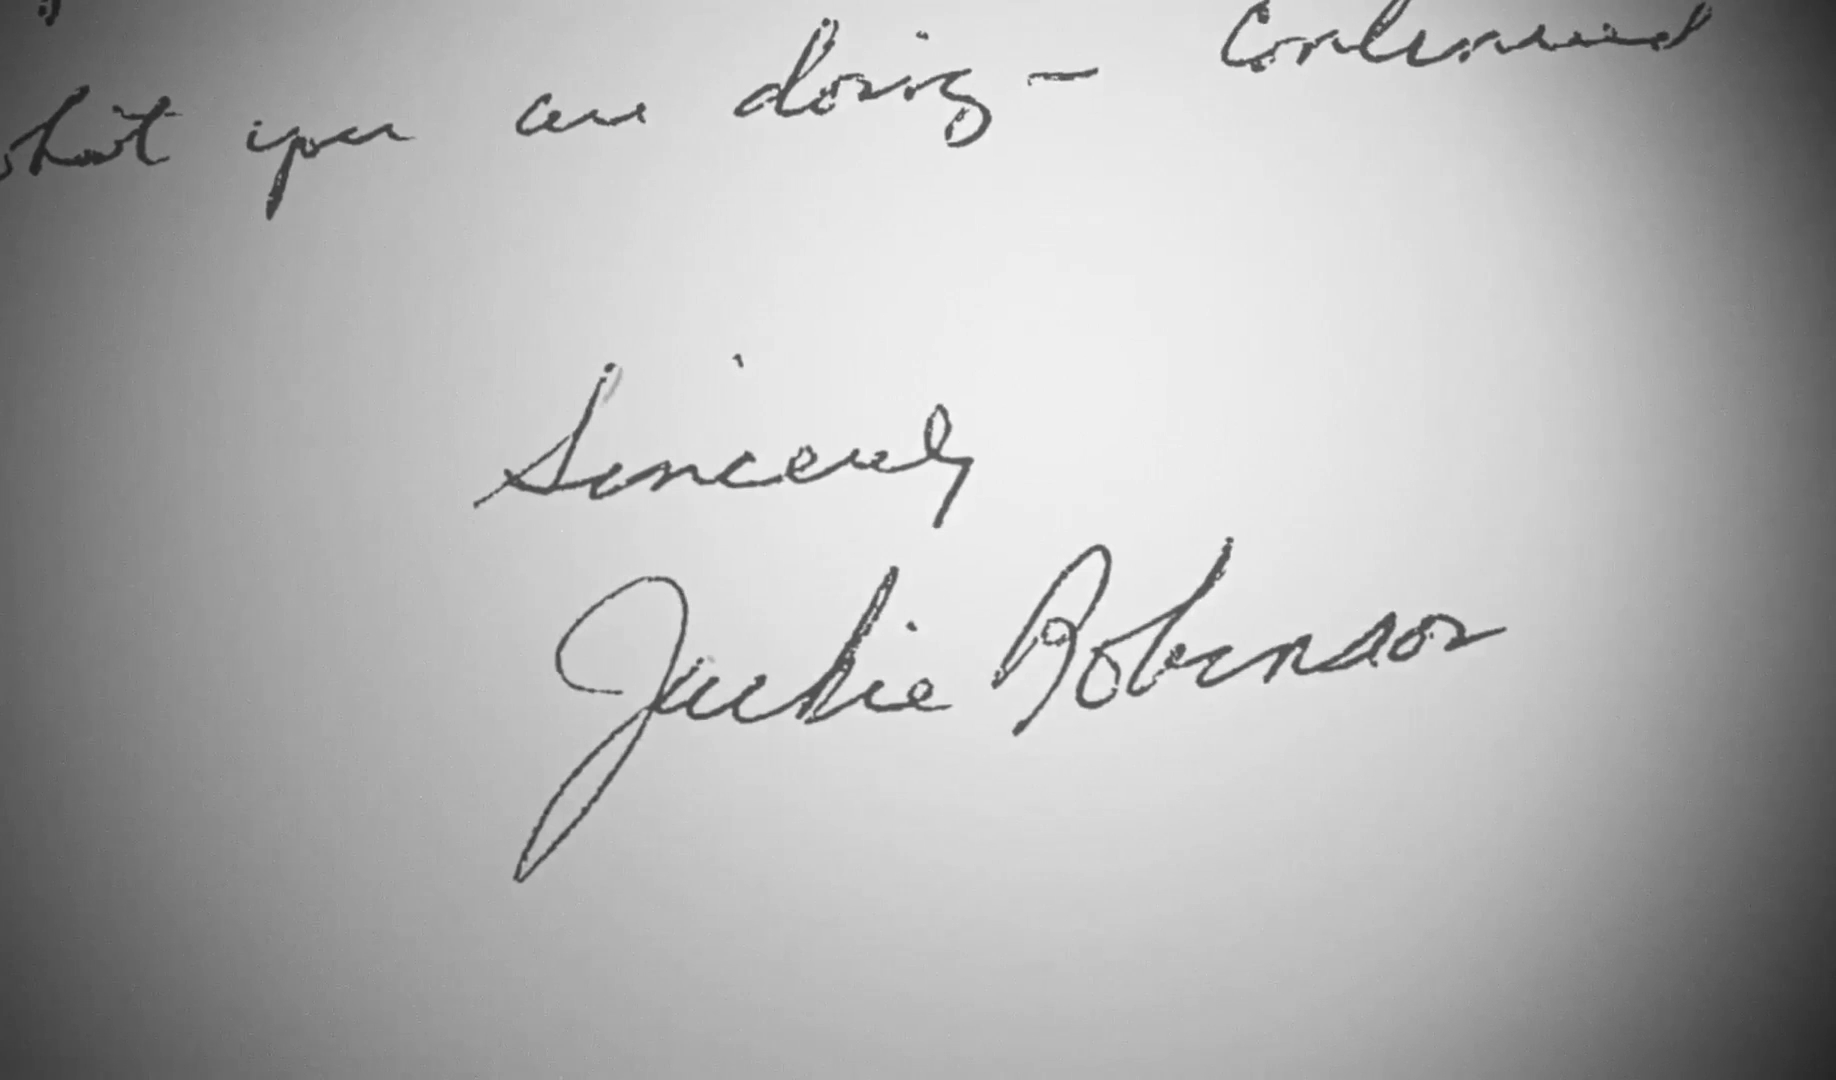 what you are doing — Continued
Sincerely
Jackie Robinson